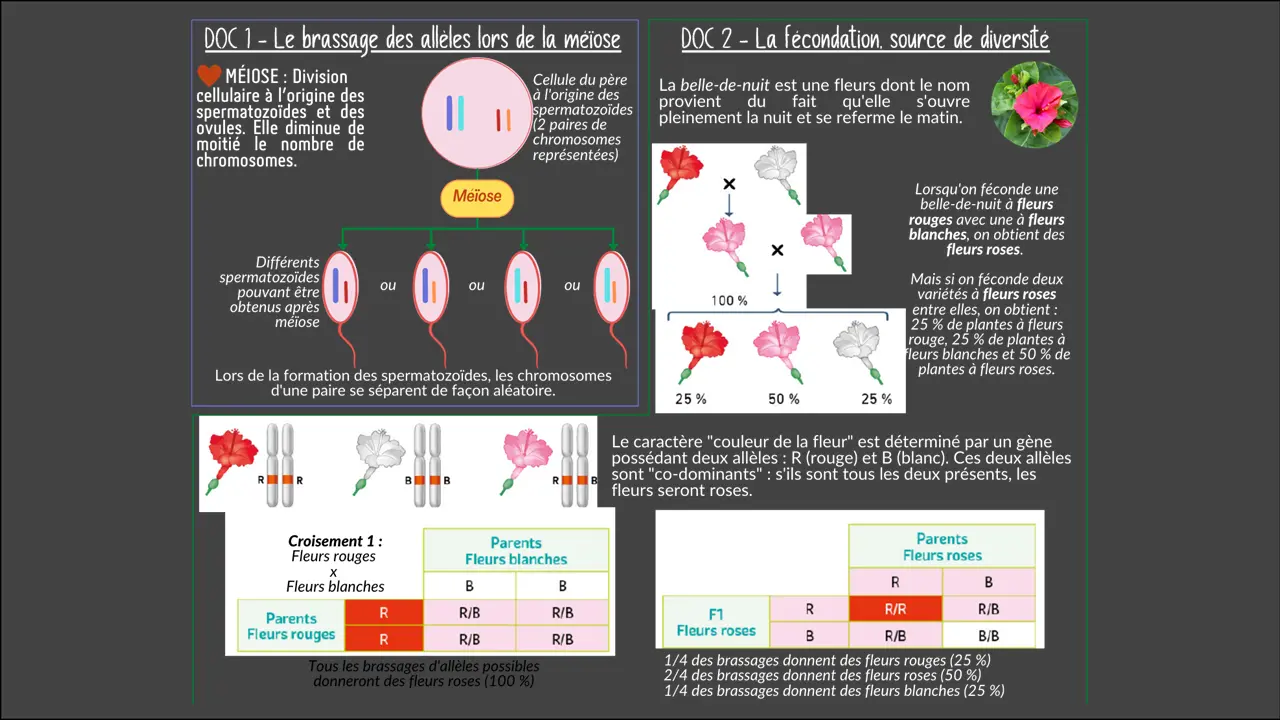 DOC 1 - Le brassage des allèles lors de la méïose
MÉIOSE : Division
cellulaire à l'origine des
spermatozoïdes et des
ovules. Elle diminue de
moitié le nombre de
chromosomes.
Cellule du père
à l'origine des
spermatozoïdes
(2 paires de
chromosomes
représentées)
Méïose
Différents
spermatozoïdes
pouvant être
obtenus après
méïose
ou
ou
ou
Lors de la formation des spermatozoïdes, les chromosomes
d'une paire se séparent de façon aléatoire.
DOC 2 - La fécondation, source de diversité
La belle-de-nuit est une fleurs dont le nom
provient du fait qu'elle s'ouvre
pleinement la nuit et se referme le matin.
×
×
100 %
25 %
50 %
25 %
Lorsqu'on féconde une
belle-de-nuit à fleurs
rouges avec une à fleurs
blanches, on obtient des
fleurs roses.
Mais si on féconde deux
variétés à fleurs roses
entre elles, on obtient :
25 % de plantes à fleurs
rouge, 25 % de plantes à
fleurs blanches et 50 % de
plantes à fleurs roses.
R R
B B
R B
Le caractère "couleur de la fleur" est déterminé par un gène
possédant deux allèles : R (rouge) et B (blanc). Ces deux allèles
sont "co-dominants" : s'ils sont tous les deux présents, les
fleurs seront roses.
Croisement 1 :
Fleurs rouges
x
Fleurs blanches
Parents
Fleurs blanches
B B
Parents
Fleurs rouges
R R/B R/B
R R/B R/B
Tous les brassages d'allèles possibles
donneront des fleurs roses (100 %)
Parents
Fleurs roses
R B
F1
Fleurs roses
R R/R R/B
B R/B B/B
1/4 des brassages donnent des fleurs rouges (25 %)
2/4 des brassages donnent des fleurs roses (50 %)
1/4 des brassages donnent des fleurs blanches (25 %)